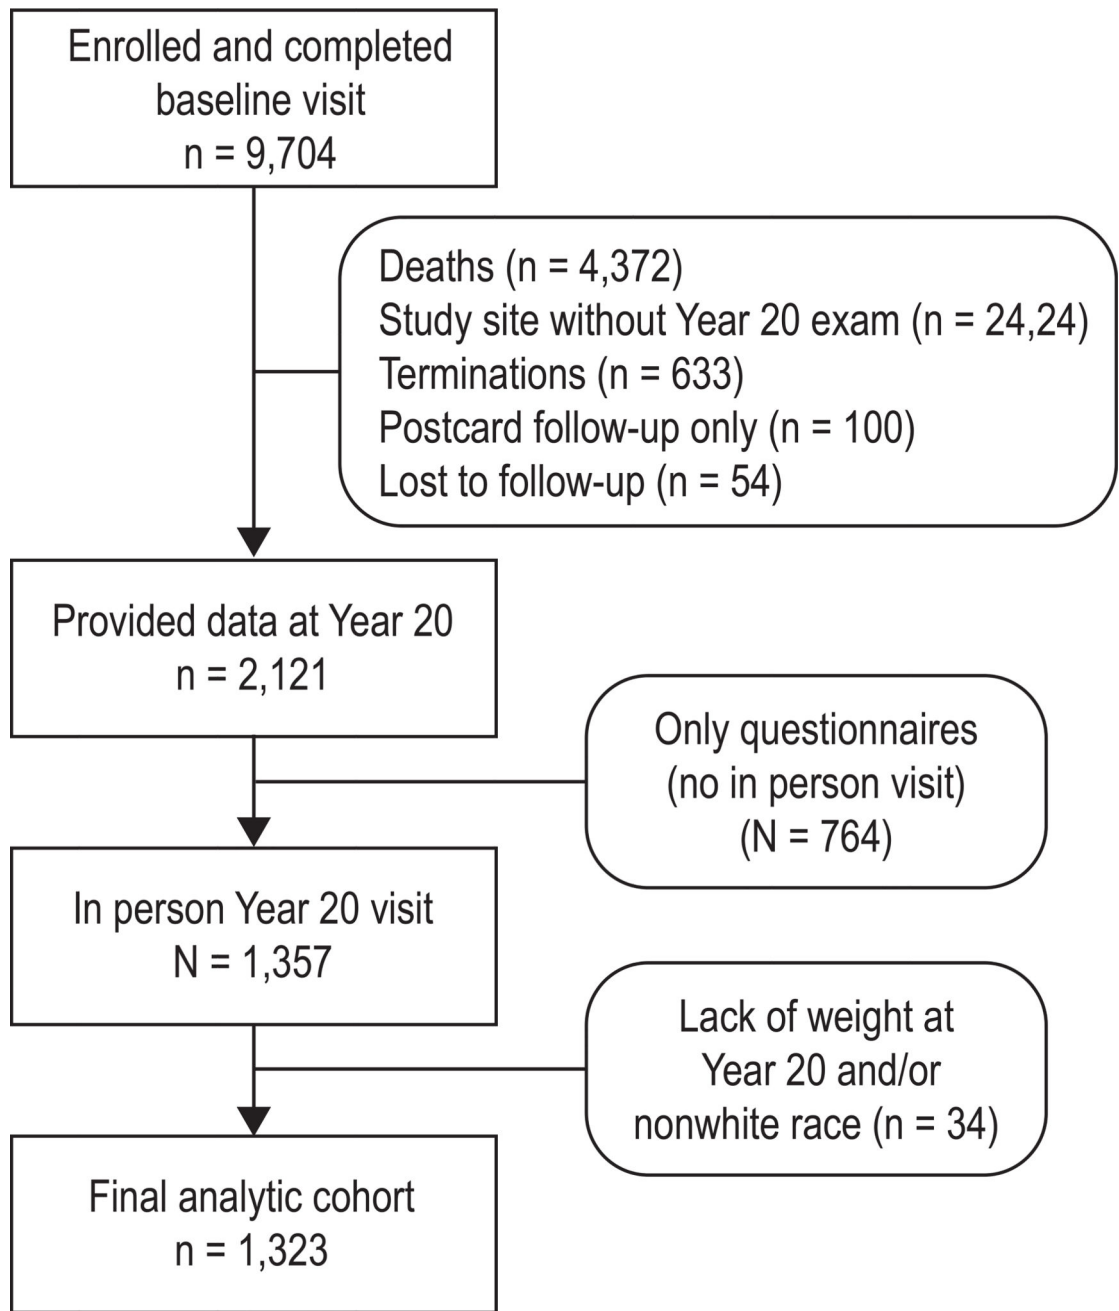 Enrolled and completed
baseline visit
n = 9,704
Deaths (n = 4,372)
Study site without Year 20 exam (n = 24,24)
Terminations (n = 633)
Postcard follow-up only (n = 100)
Lost to follow-up (n = 54)
Provided data at Year 20
n = 2,121
Only questionnaires
(no in person visit)
(N = 764)
In person Year 20 visit
N = 1,357
Lack of weight at
Year 20 and/or
nonwhite race (n = 34)
Final analytic cohort
n = 1,323